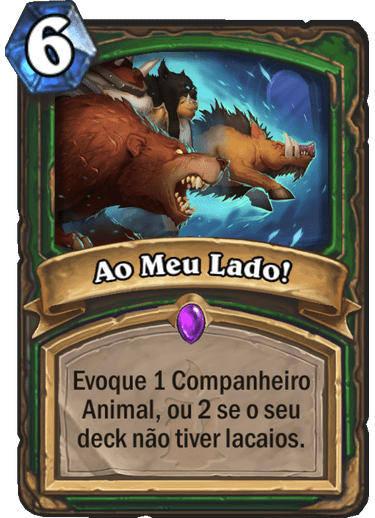 6
Ao Meu Lado!
Evoque 1 Companheiro
Animal, ou 2 se o seu
deck não tiver lacaios.